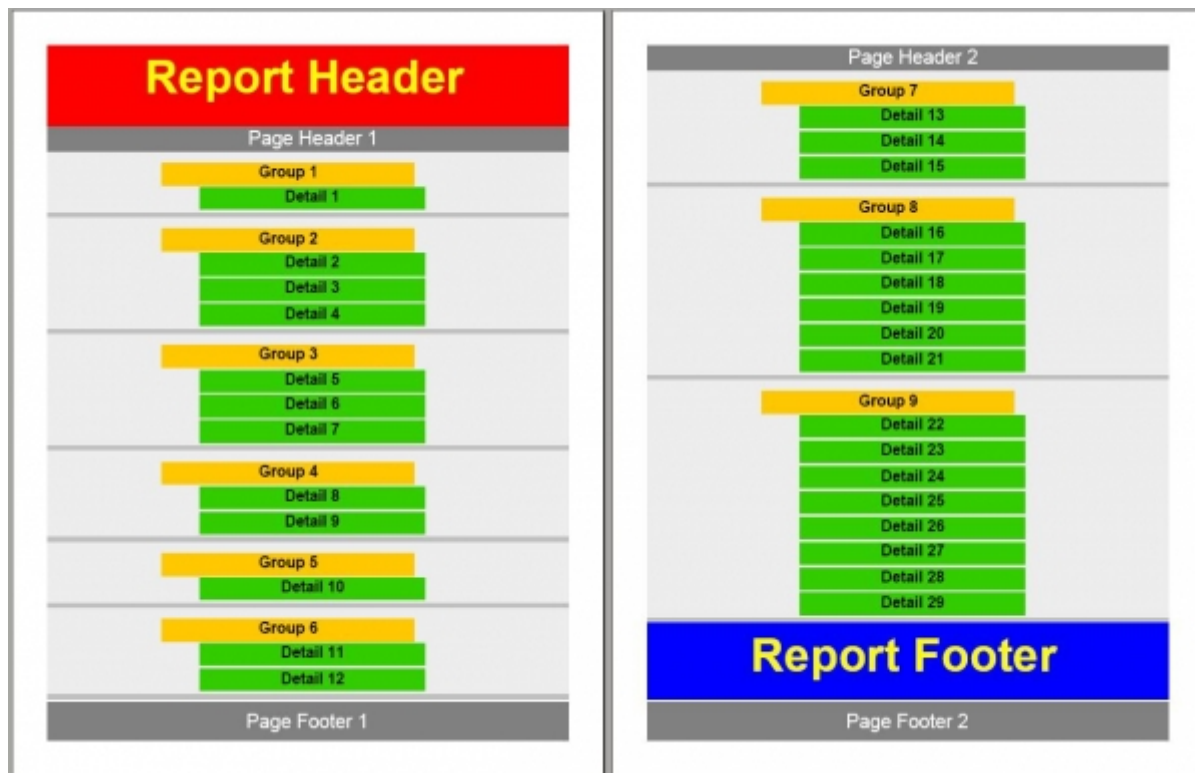 Report Header
Page Header 1
Group 1
Detail 1
Group 2
Detail 2
Detail 3
Detail 4
Group 3
Detail 5
Detail 6
Detail 7
Group 4
Detail 8
Detail 9
Group 5
Detail 10
Group 6
Detail 11
Detail 12
Page Footer 1
Page Header 2
Group 7
Detail 13
Detail 14
Detail 15
Group 8
Detail 16
Detail 17
Detail 18
Detail 19
Detail 20
Detail 21
Group 9
Detail 22
Detail 23
Detail 24
Detail 25
Detail 26
Detail 27
Detail 28
Detail 29
Report Footer
Page Footer 2